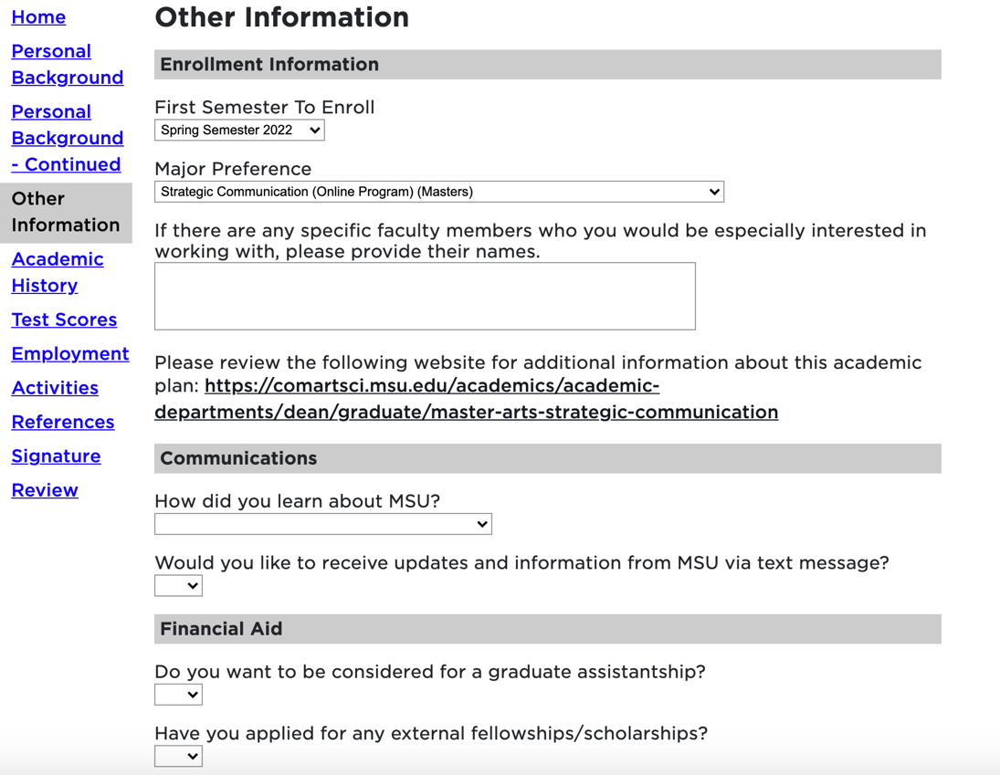 Home
Personal
Background
Personal
Background
- Continued
Other
Information
Academic
History
Test Scores
Employment
Activities
References
Signature
Review
Other Information
Enrollment Information
First Semester To Enroll
Spring Semester 2022
Major Preference
Strategic Communication (Online Program) (Masters)
If there are any specific faculty members who you would be especially interested in
working with, please provide their names.
Please review the following website for additional information about this academic
plan: https://comartsci.msu.edu/academics/academic-
departments/dean/graduate/master-arts-strategic-communication
Communications
How did you learn about MSU?
Would you like to receive updates and information from MSU via text message?
Financial Aid
Do you want to be considered for a graduate assistantship?
Have you applied for any external fellowships/scholarships?